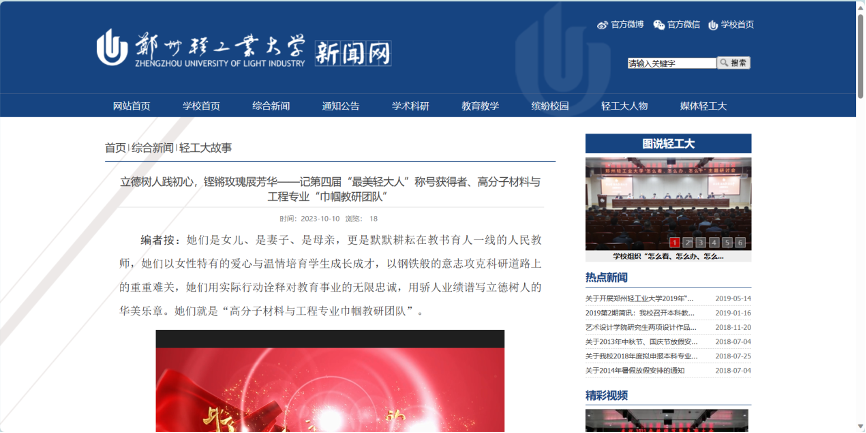 官方微博 官方微信 学校首页
郑州轻工业大学 新闻网
ZHENGZHOU UNIVERSITY OF LIGHT INDUSTRY
请输入关键字 搜索
网站首页 学校首页 综合新闻 通知公告 学术科研 教育教学 缤纷校园 轻工大人物 媒体轻工大
首页|综合新闻|轻工大故事
立德树人践初心，铿锵玫瑰展芳华——记第四届“最美轻大人”称号获得者、高分子材料与
工程专业“巾帼教研团队”
时间：2023-10-10 浏览： 18
编者按：她们是女儿、是妻子、是母亲，更是默默耕耘在教书育人一线的人民教
师，她们以女性特有的爱心与温情培育学生成长成才，以钢铁般的意志攻克科研道路上
的重重难关，她们用实际行动诠释对教育事业的无限忠诚，用骄人业绩谱写立德树人的
华美乐章。她们就是“高分子材料与工程专业巾帼教研团队”。
图说轻工大
1 2 3 4 5 6
学校组织“怎么看、怎么办、怎么...
热点新闻
关于开展郑州轻工业大学2019年“... 2019-05-14
2019第2期简讯：我校召开本科教... 2019-01-16
艺术设计学院研究生两项设计作品... 2018-11-20
关于2013年中秋节、国庆节放假安... 2018-07-04
关于我校2018年度拟申报本科专业... 2018-07-25
关于2014年暑假放假安排的通知 2018-07-04
精彩视频